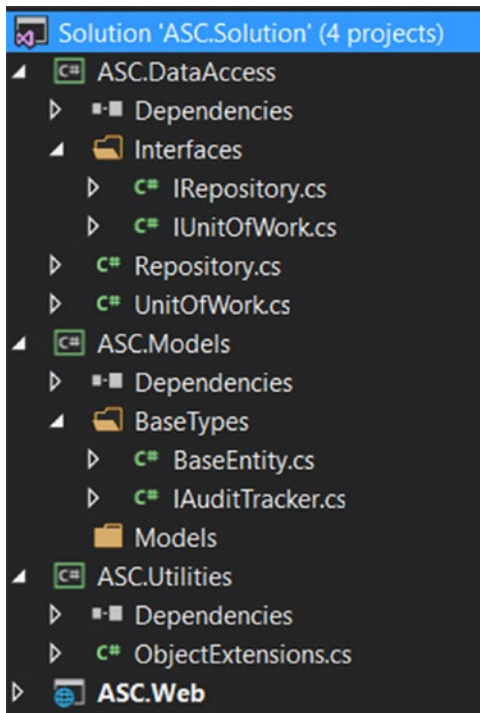 Solution 'ASC.Solution' (4 projects)
C# ASC.DataAccess
Dependencies
Interfaces
C# IRepository.cs
C# IUnitOfWork.cs
C# Repository.cs
C# UnitOfWork.cs
C# ASC.Models
Dependencies
BaseTypes
C# BaseEntity.cs
C# IAuditTracker.cs
Models
C# ASC.Utilities
Dependencies
C# ObjectExtensions.cs
ASC.Web